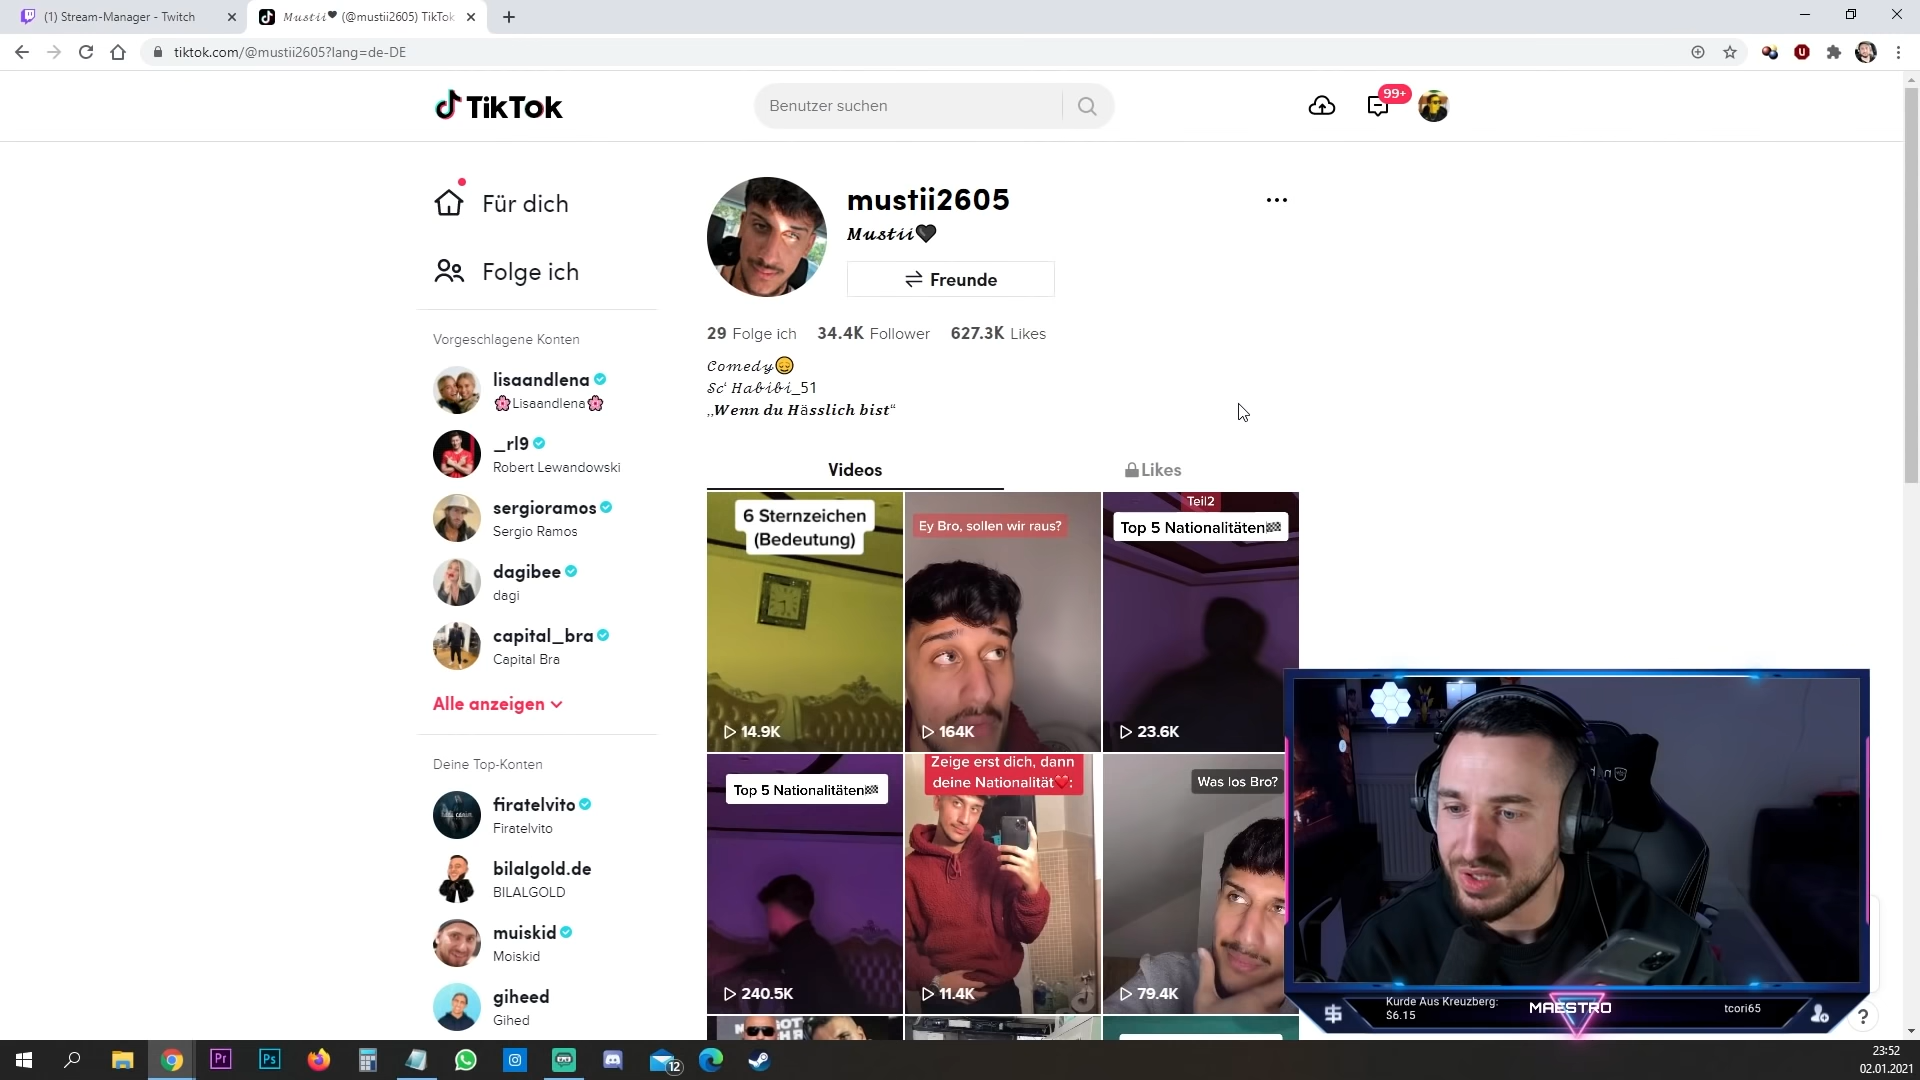 (1) Stream-Manager - Twitch
𝓜𝓾𝓼𝓽𝓲𝓲🖤 (@mustii2605) TikTok
tiktok.com/@mustii2605?lang=de-DE
TikTok
Benutzer suchen
99+
Für dich
Folge ich
Vorgeschlagene Konten
lisaandlena
🌸Lisaandlena🌸
_rl9
Robert Lewandowski
sergioramos
Sergio Ramos
dagibee
dagi
capital_bra
Capital Bra
Alle anzeigen
Deine Top-Konten
firatelvito
Firatelvito
bilalgold.de
BILALGOLD
muiskid
Moiskid
giheed
Gihed
mustii2605
𝓜𝓾𝓼𝓽𝓲𝓲🖤
Freunde
29 Folge ich 34.4K Follower 627.3K Likes
𝓒𝓸𝓶𝓮𝓭𝔂😌
𝓢𝓬' 𝓗𝓪𝓫𝓲𝓫𝓲_51
„𝑾𝒆𝒏𝒏 𝒅𝒖 𝑯ä𝒔𝒔𝒍𝒊𝒄𝒉 𝒃𝒊𝒔𝒕“
Videos
Likes
6 Sternzeichen
(Bedeutung)
14.9K
Ey Bro, sollen wir raus?
164K
Teil2
Top 5 Nationalitäten🏁
23.6K
Top 5 Nationalitäten🏁
240.5K
Zeige erst dich, dann
deine Nationalität❤️:
11.4K
Was los Bro?
79.4K
Kurde Aus Kreuzberg:
$6.15
MAESTRO
tcori65
?
Pr
Ps
12
23:52
02.01.2021